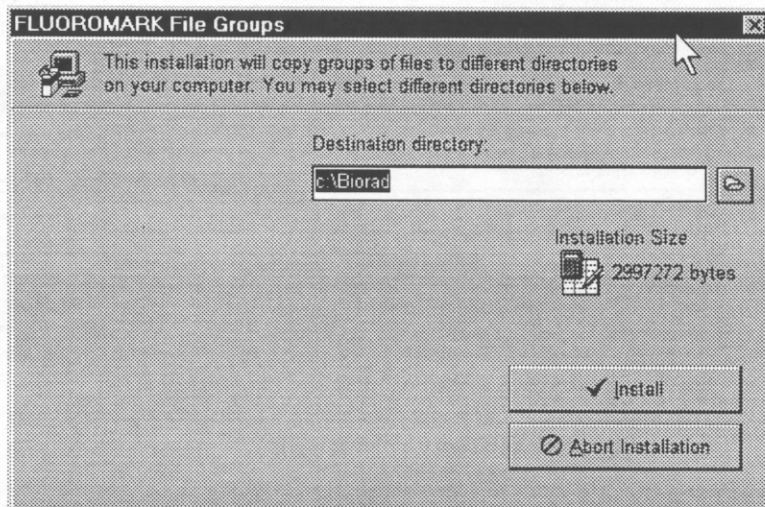 FLUOROMARK File Groups
This installation will copy groups of files to different directories
on your computer. You may select different directories below.
Destination directory:
c:\Biorad
Installation Size
2997272 bytes
Install
Abort Installation